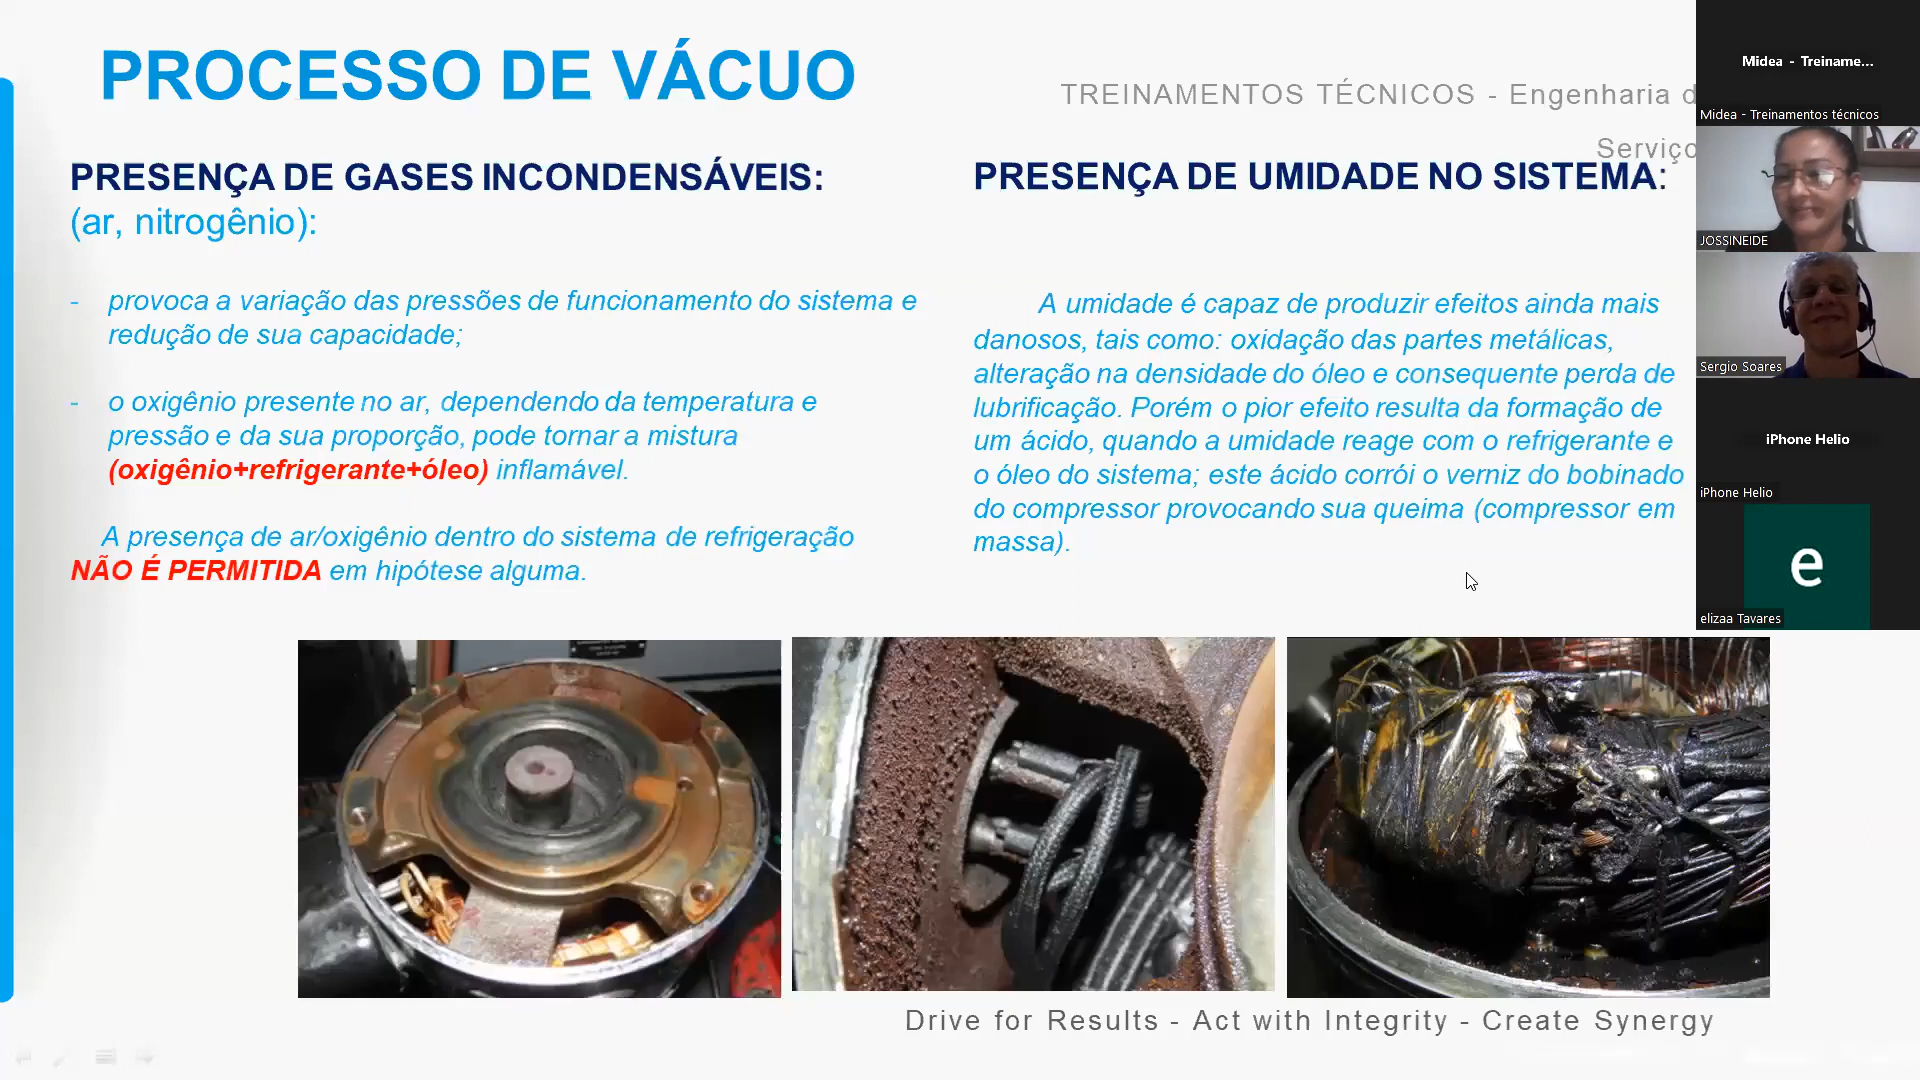 PROCESSO DE VÁCUO
TREINAMENTOS TÉCNICOS - Engenharia d
Serviço
PRESENÇA DE GASES INCONDENSÁVEIS:
(ar, nitrogênio):
- provoca a variação das pressões de funcionamento do sistema e
redução de sua capacidade;
- o oxigênio presente no ar, dependendo da temperatura e
pressão e da sua proporção, pode tornar a mistura
(oxigênio+refrigerante+óleo) inflamável.
A presença de ar/oxigênio dentro do sistema de refrigeração
NÃO É PERMITIDA em hipótese alguma.
PRESENÇA DE UMIDADE NO SISTEMA:
A umidade é capaz de produzir efeitos ainda mais
danosos, tais como: oxidação das partes metálicas,
alteração na densidade do óleo e consequente perda de
lubrificação. Porém o pior efeito resulta da formação de
um ácido, quando a umidade reage com o refrigerante e
o óleo do sistema; este ácido corrói o verniz do bobinado
do compressor provocando sua queima (compressor em
massa).
Drive for Results - Act with Integrity - Create Synergy
Midea - Treiname...
Midea - Treinamentos técnicos
JOSSINEIDE
Sergio Soares
iPhone Helio
iPhone Helio
e
elizaa Tavares